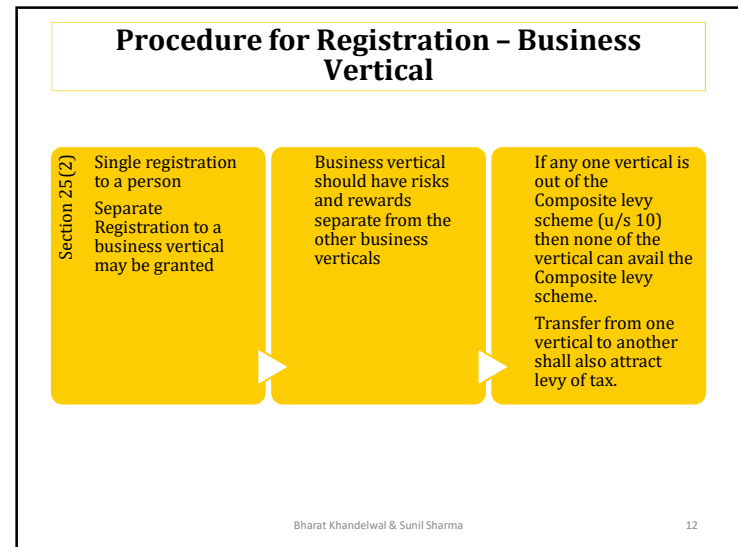 Procedure for Registration – Business
Vertical
Section 25(2)
Single registration
to a person
Separate
Registration to a
business vertical
may be granted
Business vertical
should have risks
and rewards
separate from the
other business
verticals
If any one vertical is
out of the
Composite levy
scheme (u/s 10)
then none of the
vertical can avail the
Composite levy
scheme.
Transfer from one
vertical to another
shall also attract
levy of tax.
Bharat Khandelwal & Sunil Sharma
12